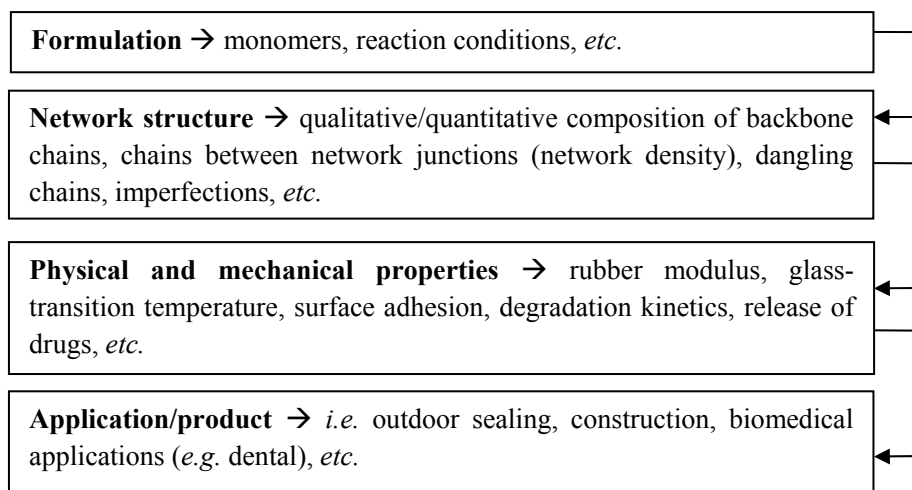 Formulation → monomers, reaction conditions, etc.
Network structure → qualitative/quantitative composition of backbone
chains, chains between network junctions (network density), dangling
chains, imperfections, etc.
Physical and mechanical properties → rubber modulus, glass-
transition temperature, surface adhesion, degradation kinetics, release of
drugs, etc.
Application/product → i.e. outdoor sealing, construction, biomedical
applications (e.g. dental), etc.